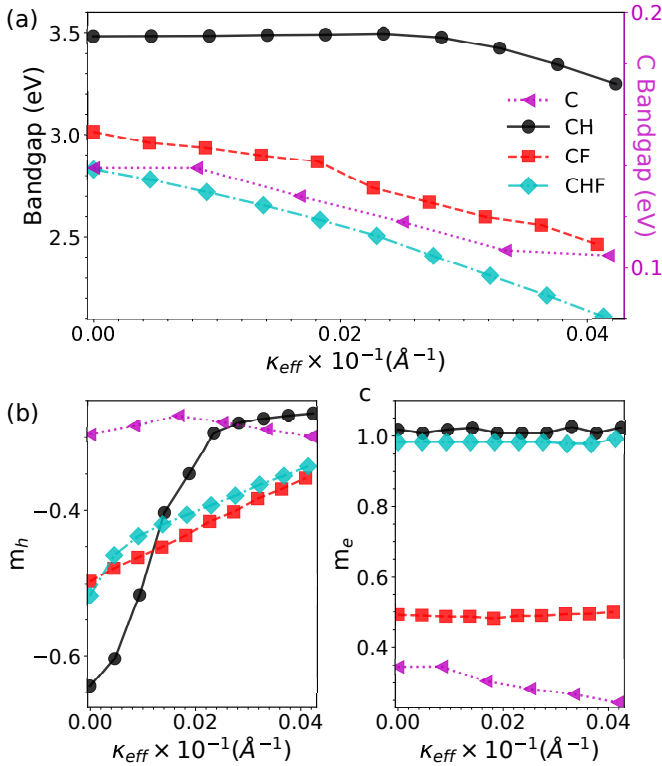 (a)
0.2
3.5
3.0
2.5
Bandgap (eV)
C
CH
CF
CHF
C Bandgap (eV)
0.1
0.00
0.02
0.04
κeff × 10⁻¹(Å⁻¹)
(b)
−0.4
−0.6
mh
0.00
0.02
0.04
κeff × 10⁻¹(Å⁻¹)
c
1.0
0.8
0.6
0.4
me
0.00
0.02
0.04
κeff × 10⁻¹(Å⁻¹)